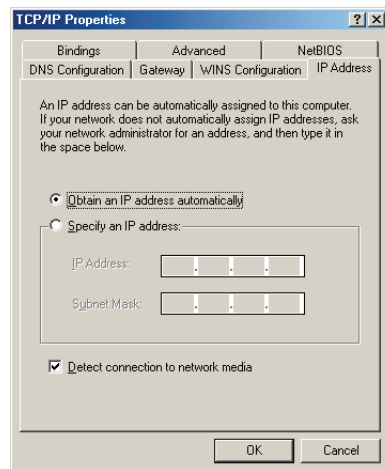 TCP/IP Properties
Bindings Advanced NetBIOS
DNS Configuration Gateway WINS Configuration IP Address
An IP address can be automatically assigned to this computer.
If your network does not automatically assign IP addresses, ask
your network administrator for an address, and then type it in
the space below.
Obtain an IP address automatically
Specify an IP address:
IP Address:
Subnet Mask:
Detect connection to network media
OK Cancel